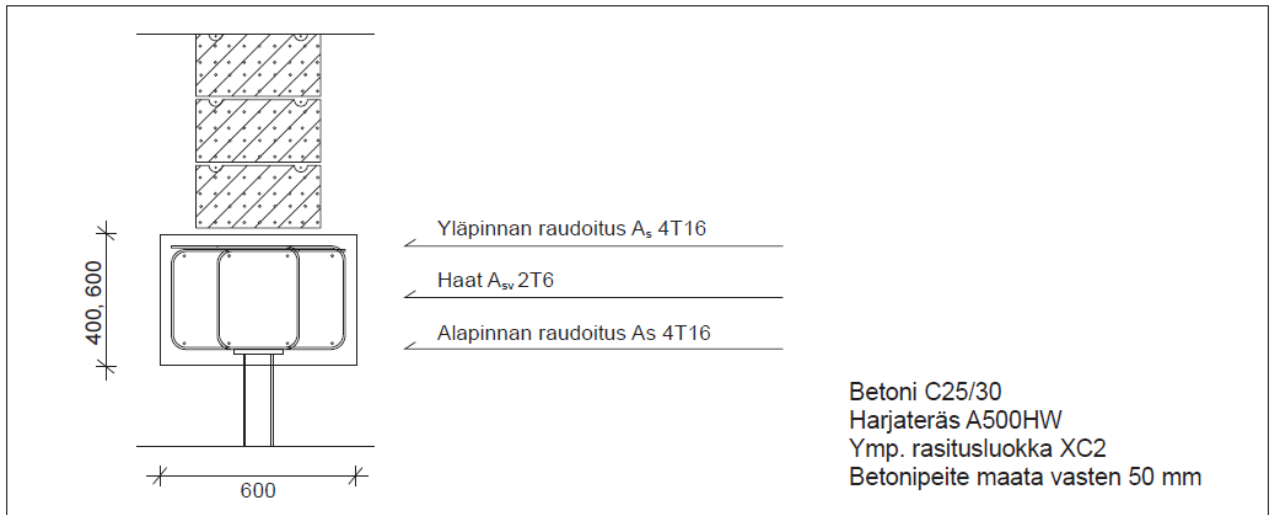 Yläpinnan raudoitus Aₛ 4T16
Haat Aₛᵥ 2T6
Alapinnan raudoitus As 4T16
400, 600
600
Betoni C25/30
Harjateräs A500HW
Ymp. rasitusluokka XC2
Betonipeite maata vasten 50 mm